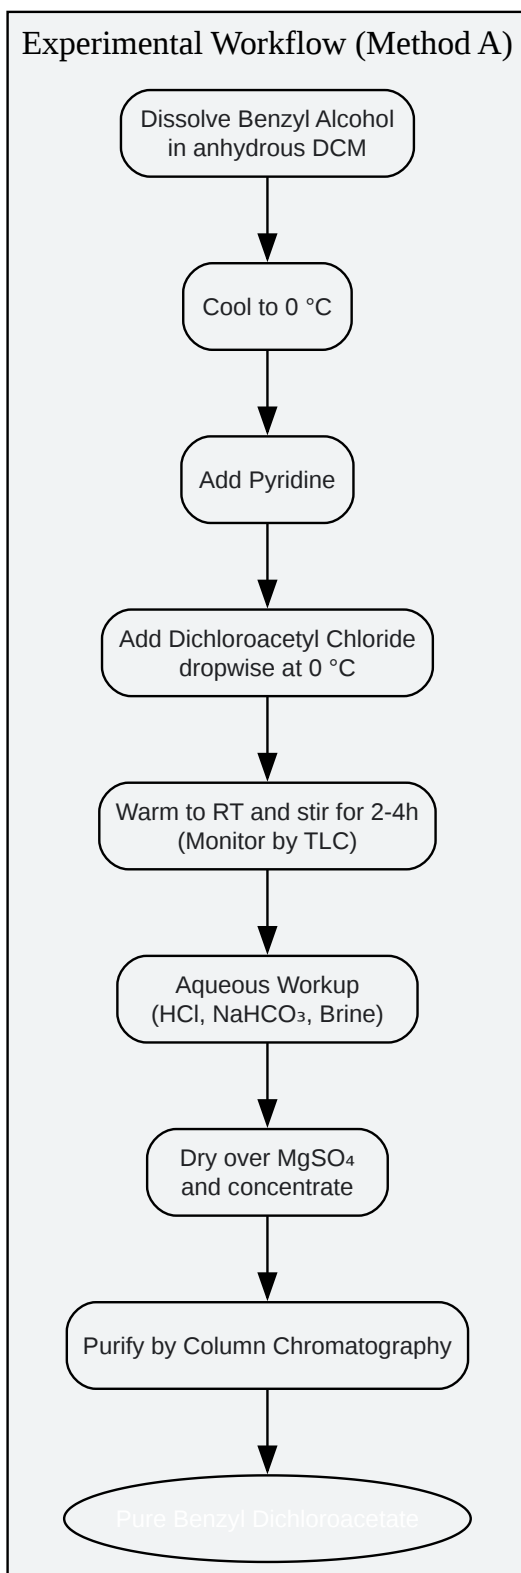 Experimental Workflow (Method A)
Dissolve Benzyl Alcohol
in anhydrous DCM
Cool to 0 °C
Add Pyridine
Add Dichloroacetyl Chloride
dropwise at 0 °C
Warm to RT and stir for 2-4h
(Monitor by TLC)
Aqueous Workup
(HCl, NaHCO₃, Brine)
Dry over MgSO₄
and concentrate
Purify by Column Chromatography
Pure Benzyl Dichloroacetate